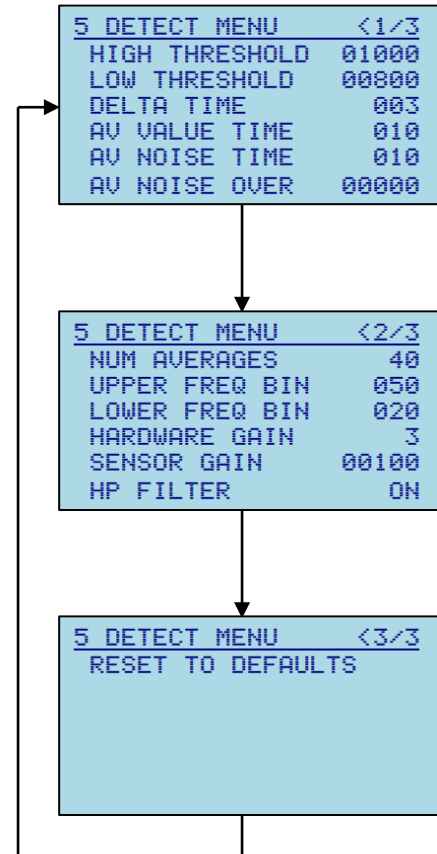 5 DETECT MENU <1/3
HIGH THRESHOLD 01000
LOW THRESHOLD 00800
DELTA TIME 003
AV VALUE TIME 010
AV NOISE TIME 010
AV NOISE OVER 00000
5 DETECT MENU <2/3
NUM AVERAGES 40
UPPER FREQ BIN 050
LOWER FREQ BIN 020
HARDWARE GAIN 3
SENSOR GAIN 00100
HP FILTER ON
5 DETECT MENU <3/3
RESET TO DEFAULTS